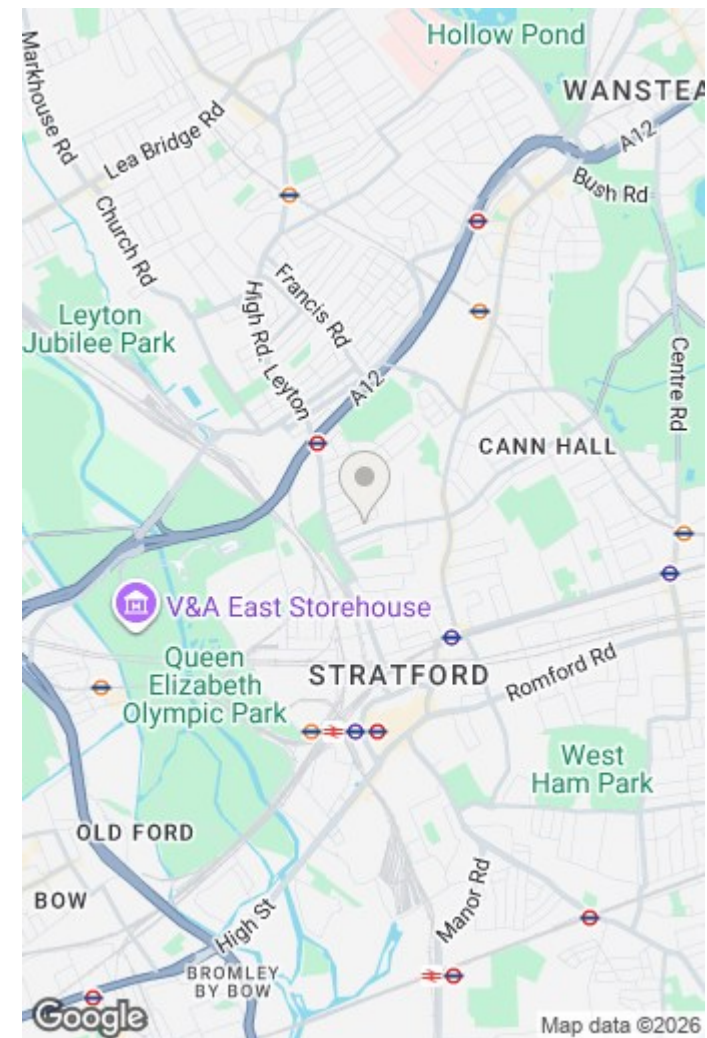 Hollow Pond
WANSTEA
A12
Markhouse Rd
Lea Bridge Rd
Bush Rd
Church Rd
Francis Rd
High Rd. Leyton
Leyton
Jubilee Park
A12
Centre Rd
CANN HALL
V&A East Storehouse
Queen
Elizabeth
Olympic Park
STRATFORD
Romford Rd
West
Ham Park
OLD FORD
BOW
Manor Rd
High St
BROMLEY
BY BOW
Google
Map data ©2026